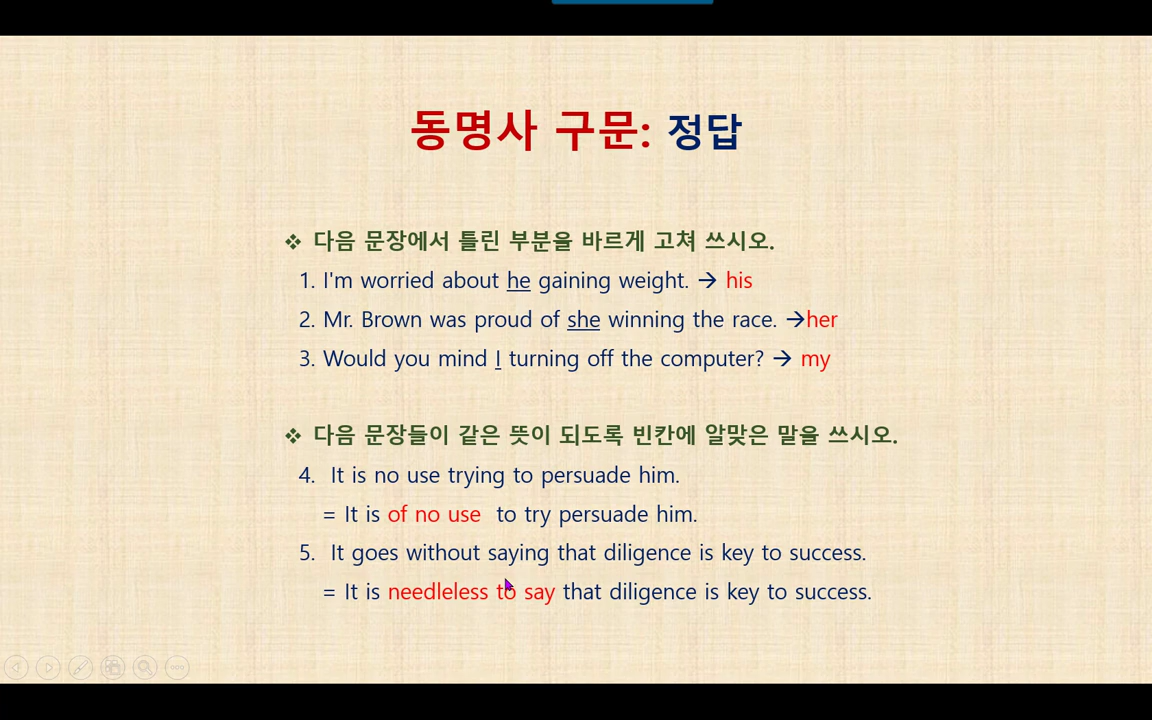 동명사 구문: 정답
❖ 다음 문장에서 틀린 부분을 바르게 고쳐 쓰시오.
1. I'm worried about he gaining weight. → his
2. Mr. Brown was proud of she winning the race. →her
3. Would you mind I turning off the computer? → my
❖ 다음 문장들이 같은 뜻이 되도록 빈칸에 알맞은 말을 쓰시오.
4. It is no use trying to persuade him.
= It is of no use to try persuade him.
5. It goes without saying that diligence is key to success.
= It is needleless to say that diligence is key to success.